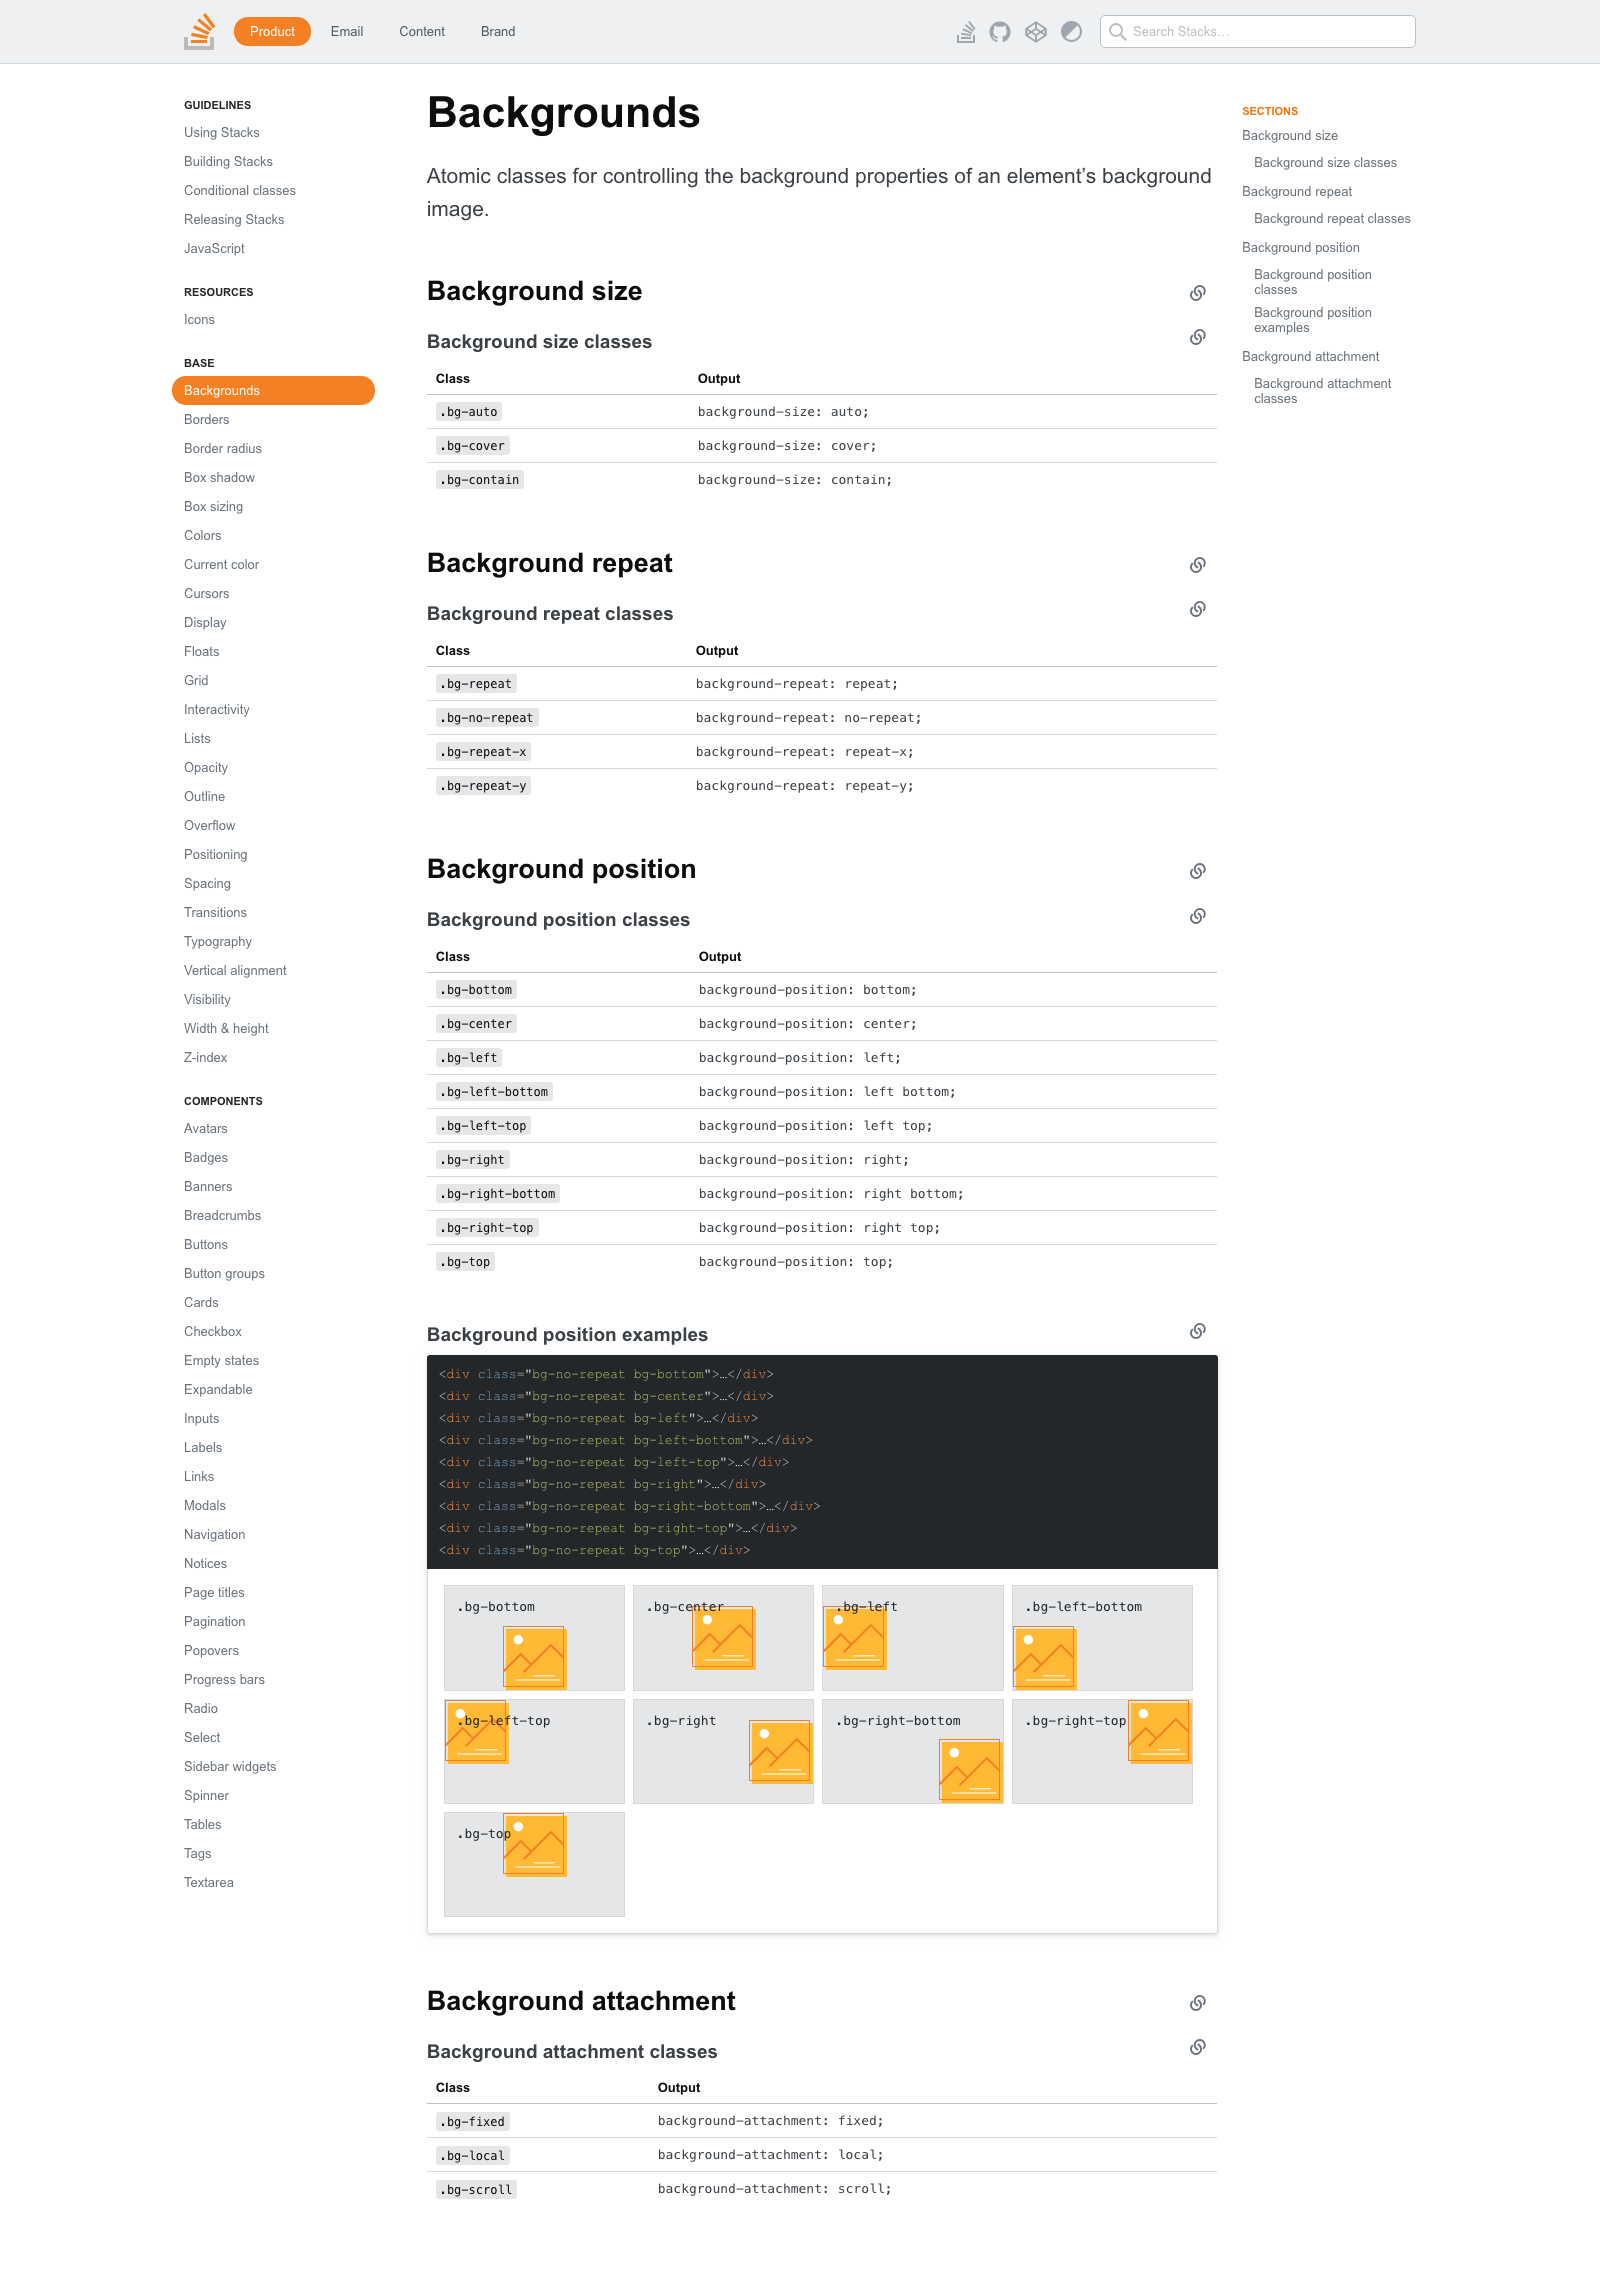 Product
Email
Content
Brand
Search Stacks…
GUIDELINES
Using Stacks
Building Stacks
Conditional classes
Releasing Stacks
JavaScript
RESOURCES
Icons
BASE
Backgrounds
Borders
Border radius
Box shadow
Box sizing
Colors
Current color
Cursors
Display
Floats
Grid
Interactivity
Lists
Opacity
Outline
Overflow
Positioning
Spacing
Transitions
Typography
Vertical alignment
Visibility
Width & height
Z-index
COMPONENTS
Avatars
Badges
Banners
Breadcrumbs
Buttons
Button groups
Cards
Checkbox
Empty states
Expandable
Inputs
Labels
Links
Modals
Navigation
Notices
Page titles
Pagination
Popovers
Progress bars
Radio
Select
Sidebar widgets
Spinner
Tables
Tags
Textarea
Backgrounds
Atomic classes for controlling the background properties of an element’s background
image.
Background size
Background size classes
Class Output
.bg-auto background-size: auto;
.bg-cover background-size: cover;
.bg-contain background-size: contain;
Background repeat
Background repeat classes
Class Output
.bg-repeat background-repeat: repeat;
.bg-no-repeat background-repeat: no-repeat;
.bg-repeat-x background-repeat: repeat-x;
.bg-repeat-y background-repeat: repeat-y;
Background position
Background position classes
Class Output
.bg-bottom background-position: bottom;
.bg-center background-position: center;
.bg-left background-position: left;
.bg-left-bottom background-position: left bottom;
.bg-left-top background-position: left top;
.bg-right background-position: right;
.bg-right-bottom background-position: right bottom;
.bg-right-top background-position: right top;
.bg-top background-position: top;
Background position examples
<div class="bg-no-repeat bg-bottom">…</div>
<div class="bg-no-repeat bg-center">…</div>
<div class="bg-no-repeat bg-left">…</div>
<div class="bg-no-repeat bg-left-bottom">…</div>
<div class="bg-no-repeat bg-left-top">…</div>
<div class="bg-no-repeat bg-right">…</div>
<div class="bg-no-repeat bg-right-bottom">…</div>
<div class="bg-no-repeat bg-right-top">…</div>
<div class="bg-no-repeat bg-top">…</div>
.bg-bottom .bg-center .bg-left .bg-left-bottom
.bg-left-top .bg-right .bg-right-bottom .bg-right-top
.bg-top
Background attachment
Background attachment classes
Class Output
.bg-fixed background-attachment: fixed;
.bg-local background-attachment: local;
.bg-scroll background-attachment: scroll;
SECTIONS
Background size
Background size classes
Background repeat
Background repeat classes
Background position
Background position
classes
Background position
examples
Background attachment
Background attachment
classes